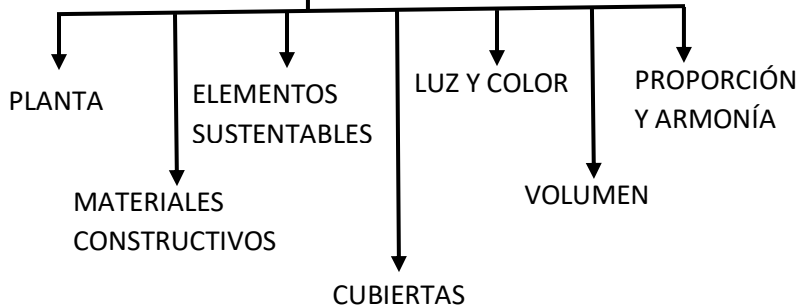 PLANTA
MATERIALES
CONSTRUCTIVOS
ELEMENTOS
SUSTENTABLES
CUBIERTAS
LUZ Y COLOR
VOLUMEN
PROPORCIÓN
Y ARMONÍA